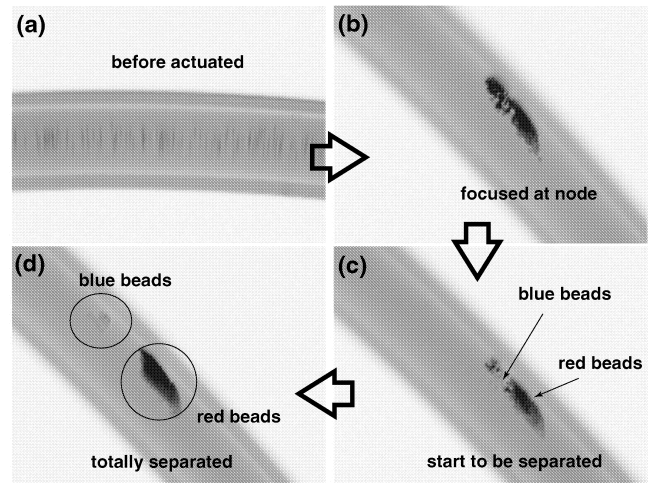 (a)
before actuated
(b)
focused at node
(c)
blue beads
red beads
start to be separated
(d)
blue beads
red beads
totally separated